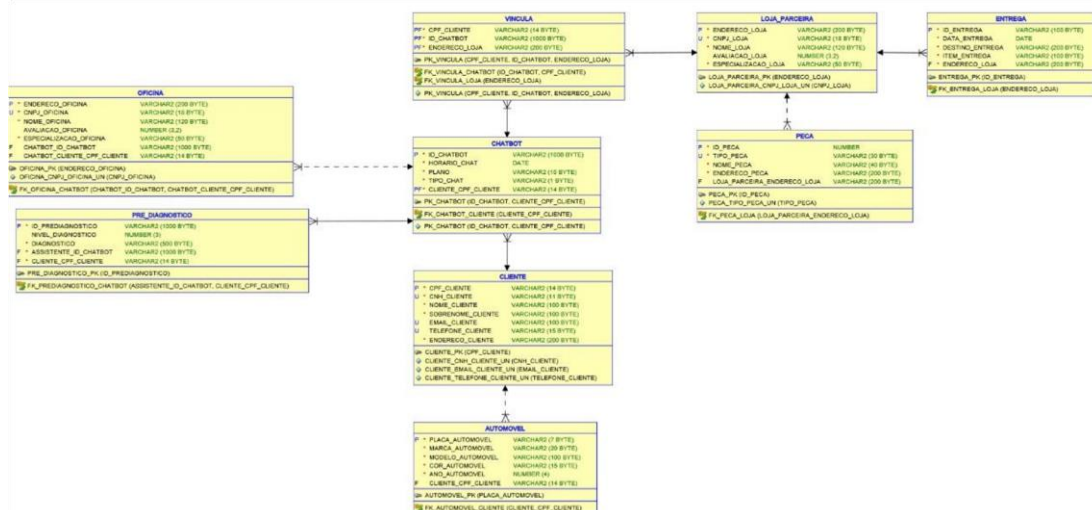 VINCULA
PF* CPF_CLIENTE VARCHAR2 (14 BYTE)
PF* ID_CHATBOT VARCHAR2 (1000 BYTE)
PF* ENDERECO_LOJA VARCHAR2 (200 BYTE)
PK_VINCULA (CPF_CLIENTE, ID_CHATBOT, ENDERECO_LOJA)
FK_VINCULA_CHATBOT (ID_CHATBOT, CPF_CLIENTE)
FK_VINCULA_LOJA (ENDERECO_LOJA)
PK_VINCULA (CPF_CLIENTE, ID_CHATBOT, ENDERECO_LOJA)
LOJA_PARCEIRA
P * ENDERECO_LOJA VARCHAR2 (200 BYTE)
U * CNPJ_LOJA VARCHAR2 (18 BYTE)
* NOME_LOJA VARCHAR2 (120 BYTE)
AVALIACAO_LOJA NUMBER (3,2)
* ESPECIALIZACAO_LOJA VARCHAR2 (50 BYTE)
LOJA_PARCEIRA_PK (ENDERECO_LOJA)
LOJA_PARCEIRA_CNPJ_LOJA_UN (CNPJ_LOJA)
ENTREGA
P * ID_ENTREGA VARCHAR2 (100 BYTE)
* DATA_ENTREGA DATE
* DESTINO_ENTREGA VARCHAR2 (200 BYTE)
* ITEM_ENTREGA VARCHAR2 (100 BYTE)
F * ENDERECO_LOJA VARCHAR2 (200 BYTE)
ENTREGA_PK (ID_ENTREGA)
FK_ENTREGA_LOJA (ENDERECO_LOJA)
OFICINA
P * ENDERECO_OFICINA VARCHAR2 (200 BYTE)
U * CNPJ_OFICINA VARCHAR2 (18 BYTE)
* NOME_OFICINA VARCHAR2 (120 BYTE)
AVALIACAO_OFICINA NUMBER (3,2)
* ESPECIALIZACAO_OFICINA VARCHAR2 (50 BYTE)
F CHATBOT_ID_CHATBOT VARCHAR2 (1000 BYTE)
F CHATBOT_CLIENTE_CPF_CLIENTE VARCHAR2 (14 BYTE)
OFICINA_PK (ENDERECO_OFICINA)
OFICINA_CNPJ_OFICINA_UN (CNPJ_OFICINA)
FK_OFICINA_CHATBOT (CHATBOT_ID_CHATBOT, CHATBOT_CLIENTE_CPF_CLIENTE)
CHATBOT
P * ID_CHATBOT VARCHAR2 (1000 BYTE)
* HORARIO_CHAT DATE
* PLANO VARCHAR2 (10 BYTE)
* TIPO_CHAT VARCHAR2 (1 BYTE)
PF* CLIENTE_CPF_CLIENTE VARCHAR2 (14 BYTE)
PK_CHATBOT (ID_CHATBOT, CLIENTE_CPF_CLIENTE)
FK_CHATBOT_CLIENTE (CLIENTE_CPF_CLIENTE)
PK_CHATBOT (ID_CHATBOT, CLIENTE_CPF_CLIENTE)
PECA
P * ID_PECA NUMBER
U * TIPO_PECA VARCHAR2 (30 BYTE)
* NOME_PECA VARCHAR2 (40 BYTE)
* ENDERECO_PECA VARCHAR2 (200 BYTE)
F LOJA_PARCEIRA_ENDERECO_LOJA VARCHAR2 (200 BYTE)
PECA_PK (ID_PECA)
PECA_TIPO_PECA_UN (TIPO_PECA)
FK_PECA_LOJA (LOJA_PARCEIRA_ENDERECO_LOJA)
PRE_DIAGNOSTICO
P * ID_PREDIAGNOSTICO VARCHAR2 (1000 BYTE)
NIVEL_DIAGNOSTICO NUMBER (3)
* DIAGNOSTICO VARCHAR2 (500 BYTE)
F * ASSISTENTE_ID_CHATBOT VARCHAR2 (1000 BYTE)
F * CLIENTE_CPF_CLIENTE VARCHAR2 (14 BYTE)
PRE_DIAGNOSTICO_PK (ID_PREDIAGNOSTICO)
FK_PREDIAGNOSTICO_CHATBOT (ASSISTENTE_ID_CHATBOT, CLIENTE_CPF_CLIENTE)
CLIENTE
P * CPF_CLIENTE VARCHAR2 (14 BYTE)
U * CNH_CLIENTE VARCHAR2 (11 BYTE)
* NOME_CLIENTE VARCHAR2 (100 BYTE)
* SOBRENOME_CLIENTE VARCHAR2 (100 BYTE)
U EMAIL_CLIENTE VARCHAR2 (100 BYTE)
U TELEFONE_CLIENTE VARCHAR2 (15 BYTE)
* ENDERECO_CLIENTE VARCHAR2 (200 BYTE)
CLIENTE_PK (CPF_CLIENTE)
CLIENTE_CNH_CLIENTE_UN (CNH_CLIENTE)
CLIENTE_EMAIL_CLIENTE_UN (EMAIL_CLIENTE)
CLIENTE_TELEFONE_CLIENTE_UN (TELEFONE_CLIENTE)
AUTOMOVEL
P * PLACA_AUTOMOVEL VARCHAR2 (7 BYTE)
* MARCA_AUTOMOVEL VARCHAR2 (20 BYTE)
* MODELO_AUTOMOVEL VARCHAR2 (100 BYTE)
* COR_AUTOMOVEL VARCHAR2 (15 BYTE)
* ANO_AUTOMOVEL NUMBER (4)
F CLIENTE_CPF_CLIENTE VARCHAR2 (14 BYTE)
AUTOMOVEL_PK (PLACA_AUTOMOVEL)
FK_AUTOMOVEL_CLIENTE (CLIENTE_CPF_CLIENTE)